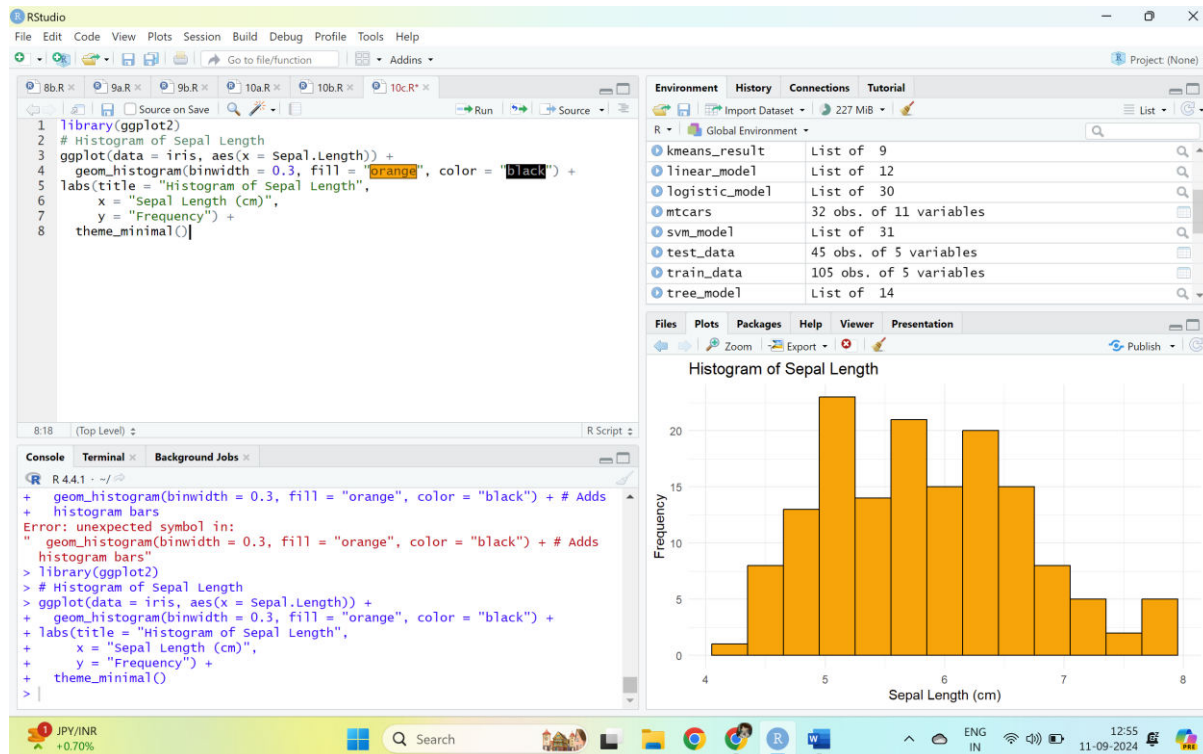 RStudio
File Edit Code View Plots Session Build Debug Profile Tools Help
Go to file/function Addins Project: (None)
8b.R 9a.R 9b.R 10a.R 10b.R 10c.R*
Source on Save Run Source
1 library(ggplot2)
2 # Histogram of Sepal Length
3 ggplot(data = iris, aes(x = Sepal.Length)) +
4 geom_histogram(binwidth = 0.3, fill = "orange", color = "black") +
5 labs(title = "Histogram of Sepal Length",
6 x = "Sepal Length (cm)",
7 y = "Frequency") +
8 theme_minimal()
8:18 (Top Level) R Script
Console Terminal Background Jobs
R 4.4.1 · ~/
+ geom_histogram(binwidth = 0.3, fill = "orange", color = "black") + # Adds
+ histogram bars
Error: unexpected symbol in:
" geom_histogram(binwidth = 0.3, fill = "orange", color = "black") + # Adds
histogram bars"
> library(ggplot2)
> # Histogram of Sepal Length
> ggplot(data = iris, aes(x = Sepal.Length)) +
+ geom_histogram(binwidth = 0.3, fill = "orange", color = "black") +
+ labs(title = "Histogram of Sepal Length",
+ x = "Sepal Length (cm)",
+ y = "Frequency") +
+ theme_minimal()
>
Environment History Connections Tutorial
Import Dataset 227 MiB List
R Global Environment
kmeans_result List of 9
linear_model List of 12
logistic_model List of 30
mtcars 32 obs. of 11 variables
svm_model List of 31
test_data 45 obs. of 5 variables
train_data 105 obs. of 5 variables
tree_model List of 14
Files Plots Packages Help Viewer Presentation
Zoom Export Publish
Histogram of Sepal Length
20
15
10
5
0
Frequency
4 5 6 7 8
Sepal Length (cm)
1 JPY/INR
+0.70%
Search
ENG
IN
12:55
11-09-2024